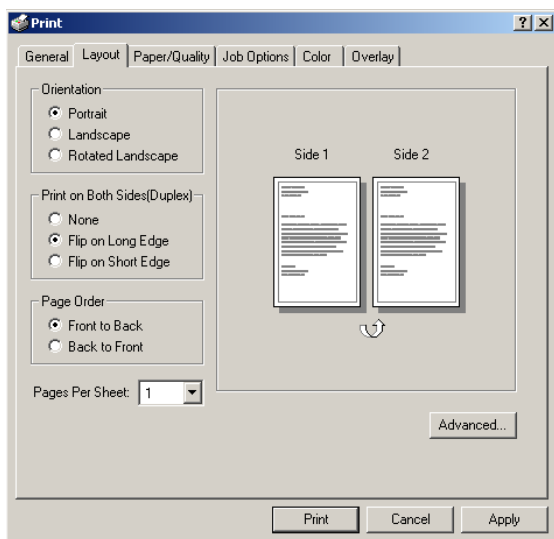 Print
General Layout Paper/Quality Job Options Color Overlay
Orientation
Portrait
Landscape
Rotated Landscape
Print on Both Sides(Duplex)
None
Flip on Long Edge
Flip on Short Edge
Page Order
Front to Back
Back to Front
Pages Per Sheet: 1
Side 1 Side 2
Advanced...
Print Cancel Apply